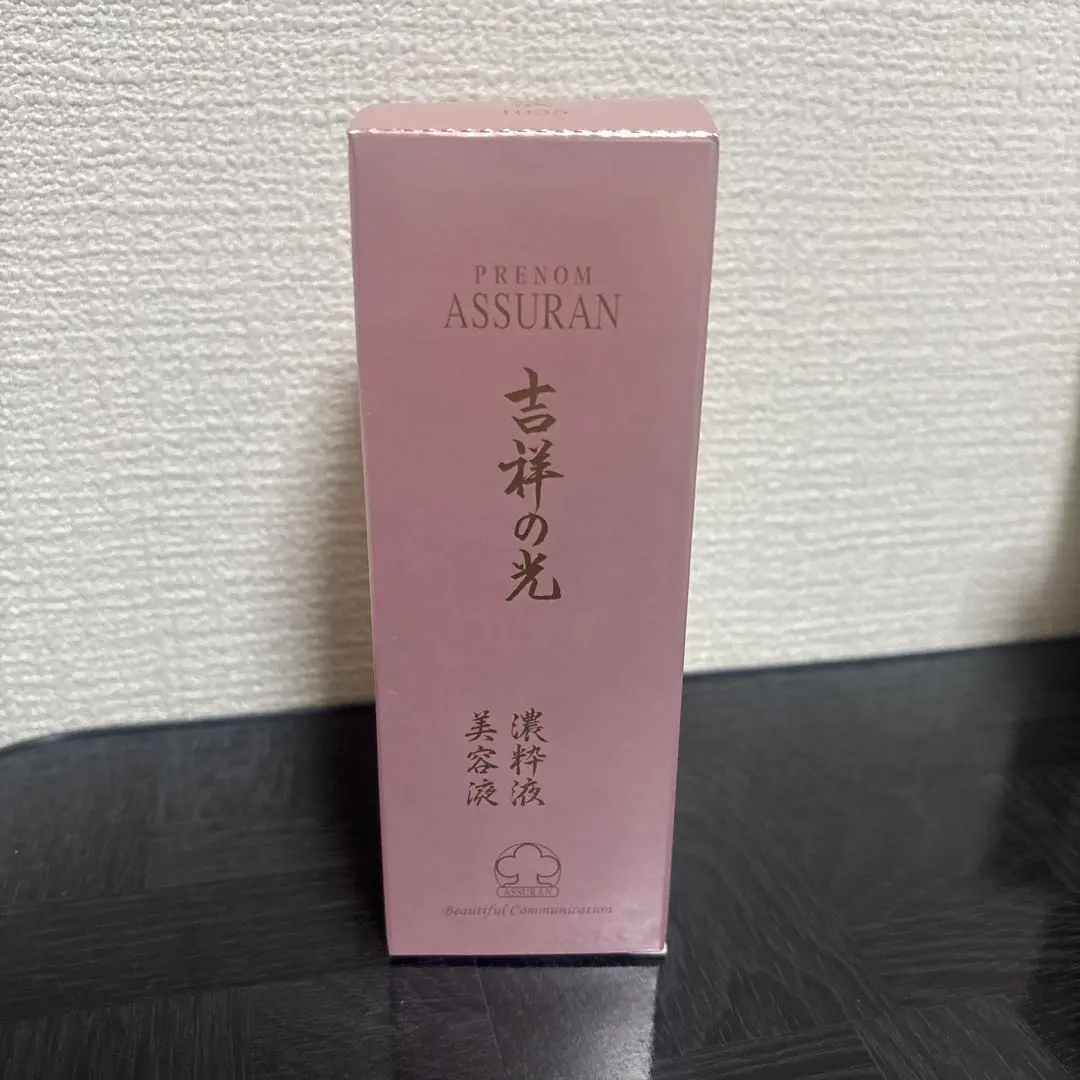 PRENOM
ASSURAN
吉祥の光
濃粋液
美容液
ASSURAN
Beautiful Communication